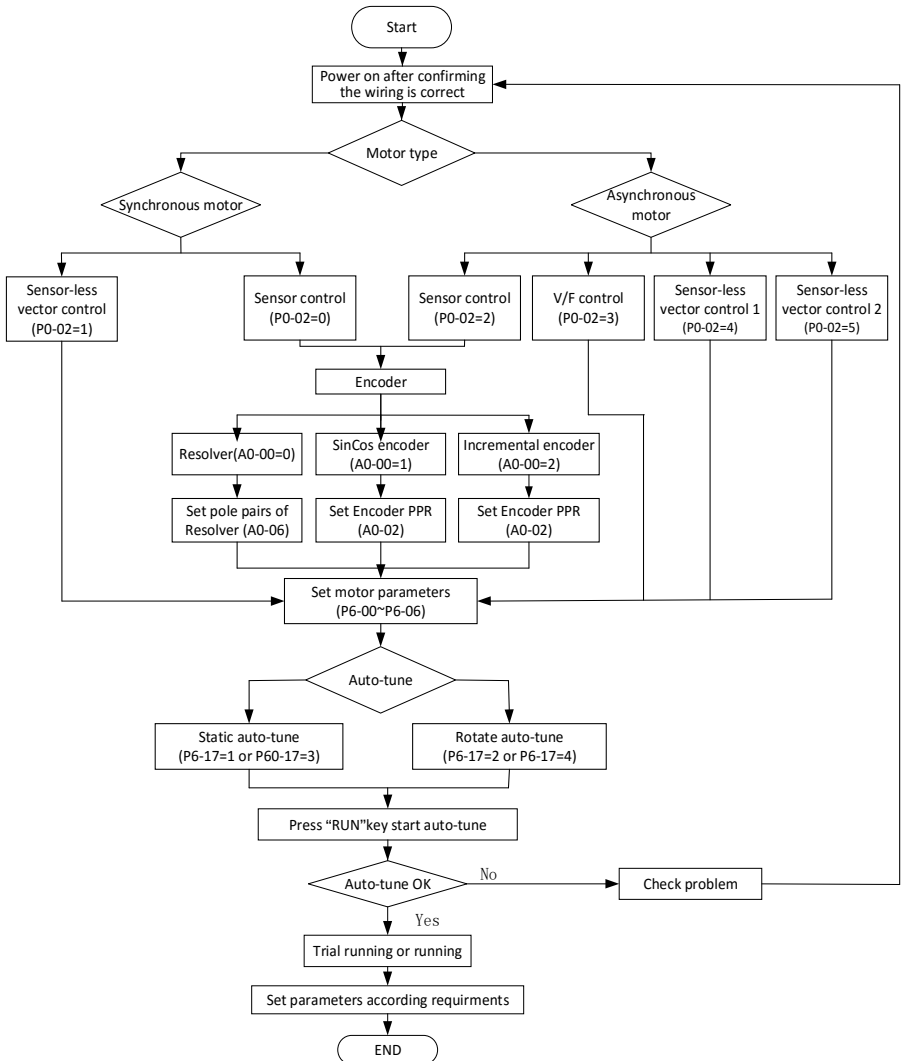 Start
Power on after confirming
the wiring is correct
Motor type
Synchronous motor
Asynchronous
motor
Sensor-less
vector control
(P0-02=1)
Sensor control
(P0-02=0)
Sensor control
(P0-02=2)
V/F control
(P0-02=3)
Sensor-less
vector control 1
(P0-02=4)
Sensor-less
vector control 2
(P0-02=5)
Encoder
Resolver(A0-00=0)
SinCos encoder
(A0-00=1)
Incremental encoder
(A0-00=2)
Set pole pairs of
Resolver (A0-06)
Set Encoder PPR
(A0-02)
Set Encoder PPR
(A0-02)
Set motor parameters
(P6-00~P6-06)
Auto-tune
Static auto-tune
(P6-17=1 or P60-17=3)
Rotate auto-tune
(P6-17=2 or P6-17=4)
Press “RUN”key start auto-tune
Auto-tune OK
No
Check problem
Yes
Trial running or running
Set parameters according requirments
END